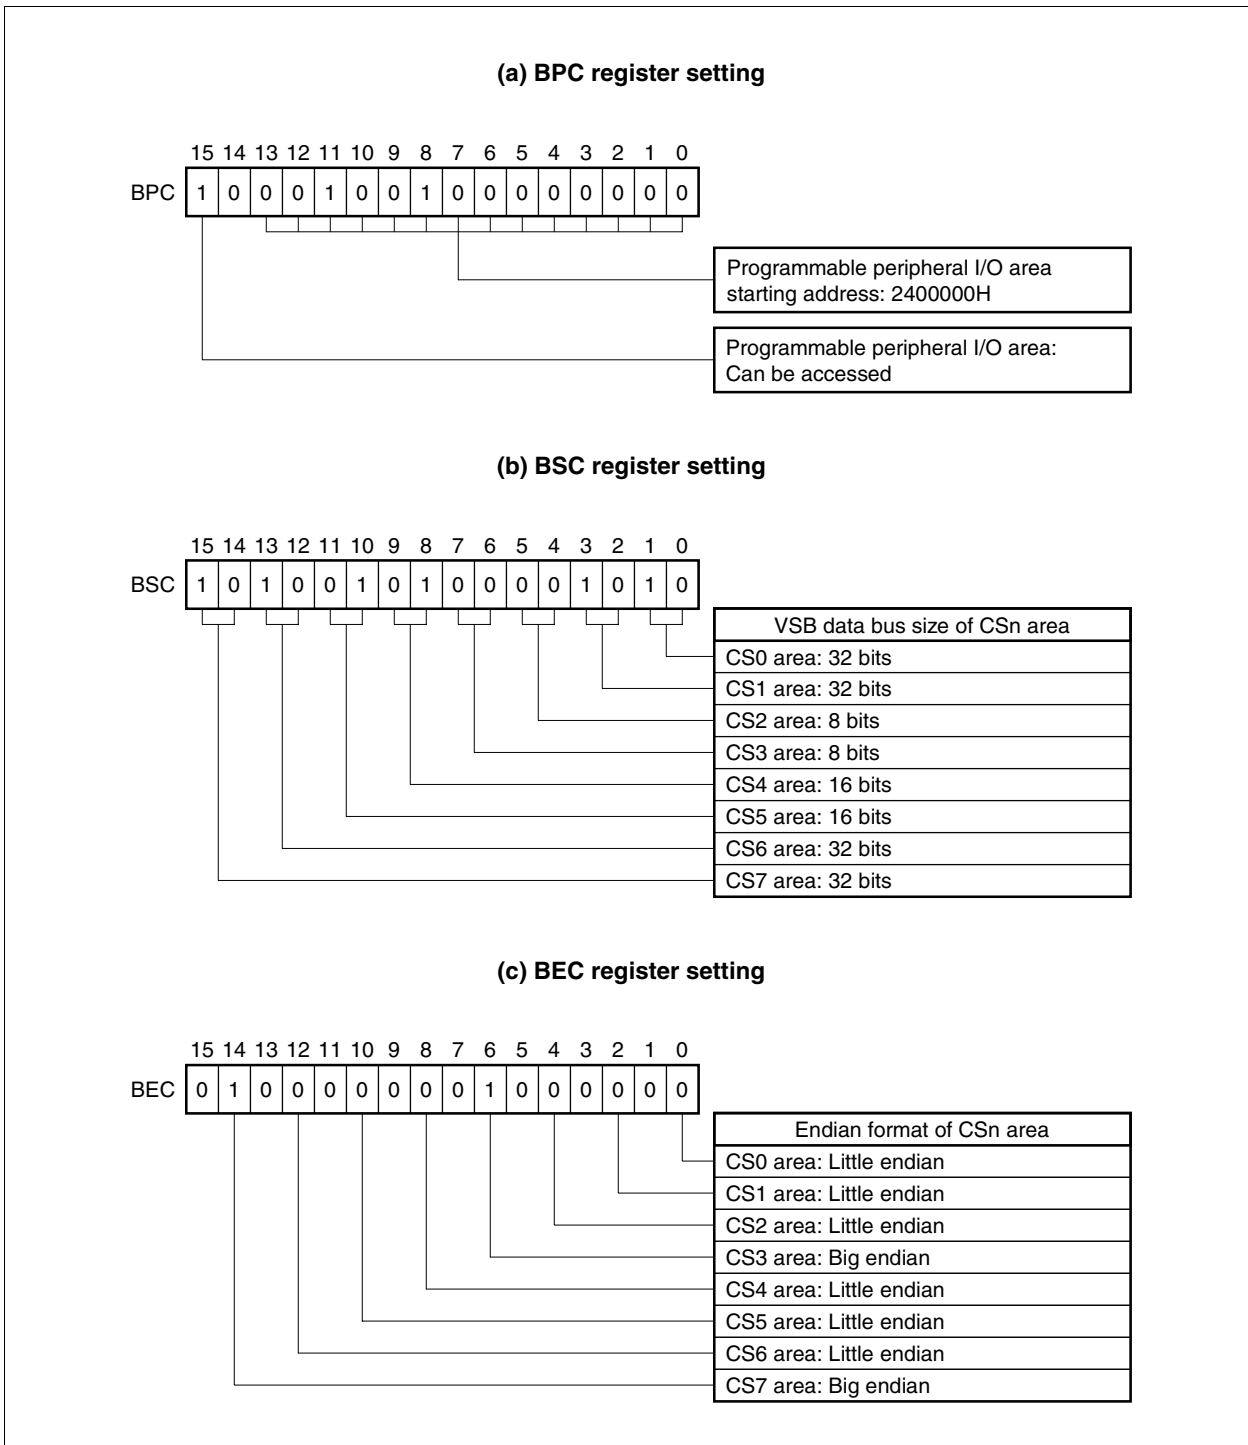 (a) BPC register setting
15 14 13 12 11 10 9 8 7 6 5 4 3 2 1 0
BPC 1 0 0 0 1 0 0 1 0 0 0 0 0 0 0 0
Programmable peripheral I/O area
starting address: 2400000H
Programmable peripheral I/O area:
Can be accessed
(b) BSC register setting
15 14 13 12 11 10 9 8 7 6 5 4 3 2 1 0
BSC 1 0 1 0 0 1 0 1 0 0 0 0 1 0 1 0
VSB data bus size of CSn area
CS0 area: 32 bits
CS1 area: 32 bits
CS2 area: 8 bits
CS3 area: 8 bits
CS4 area: 16 bits
CS5 area: 16 bits
CS6 area: 32 bits
CS7 area: 32 bits
(c) BEC register setting
15 14 13 12 11 10 9 8 7 6 5 4 3 2 1 0
BEC 0 1 0 0 0 0 0 0 0 1 0 0 0 0 0 0
Endian format of CSn area
CS0 area: Little endian
CS1 area: Little endian
CS2 area: Little endian
CS3 area: Big endian
CS4 area: Little endian
CS5 area: Little endian
CS6 area: Little endian
CS7 area: Big endian